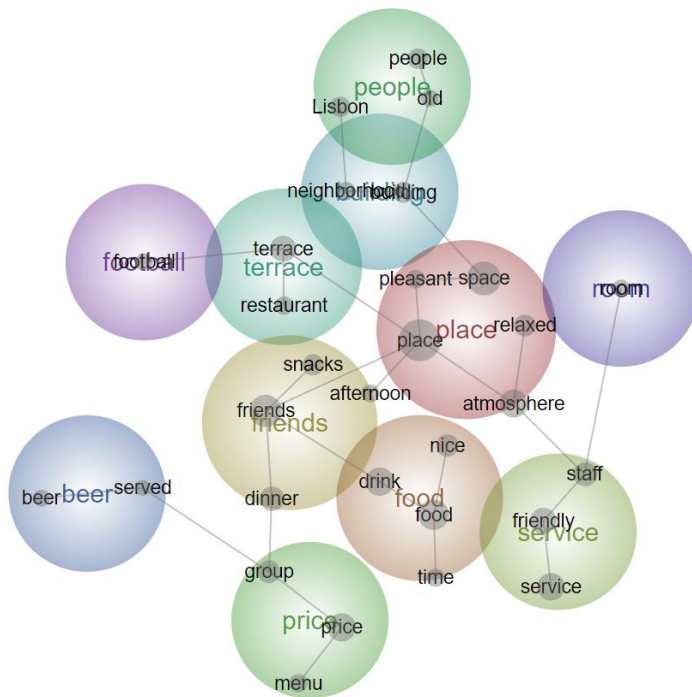 people
people
Lisbon
old
neighborhood
building
building
football
football
terrace
terrace
restaurant
pleasant
space
room
room
place
place
relaxed
snacks
afternoon
atmosphere
friends
friends
nice
beer
beer
served
drink
food
food
staff
dinner
friendly
service
service
time
group
price
price
menu